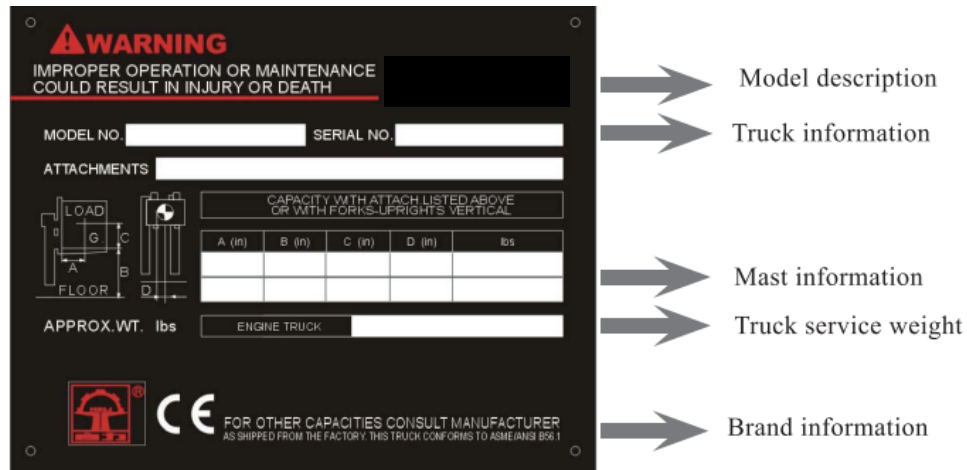 WARNING
IMPROPER OPERATION OR MAINTENANCE
COULD RESULT IN INJURY OR DEATH
Model description
MODEL NO.
SERIAL NO.
Truck information
ATTACHMENTS
LOAD
G
C
A
B
FLOOR
D
CAPACITY WITH ATTACH LISTED ABOVE
OR WITH FORKS-UPRIGHTS VERTICAL
A (in) B (in) C (in) D (in) lbs
Mast information
APPROX.WT. lbs
ENGINE TRUCK
Truck service weight
®
CE
FOR OTHER CAPACITIES CONSULT MANUFACTURER
AS SHIPPED FROM THE FACTORY. THIS TRUCK CONFORMS TO ASME/ANSI B56.1
Brand information